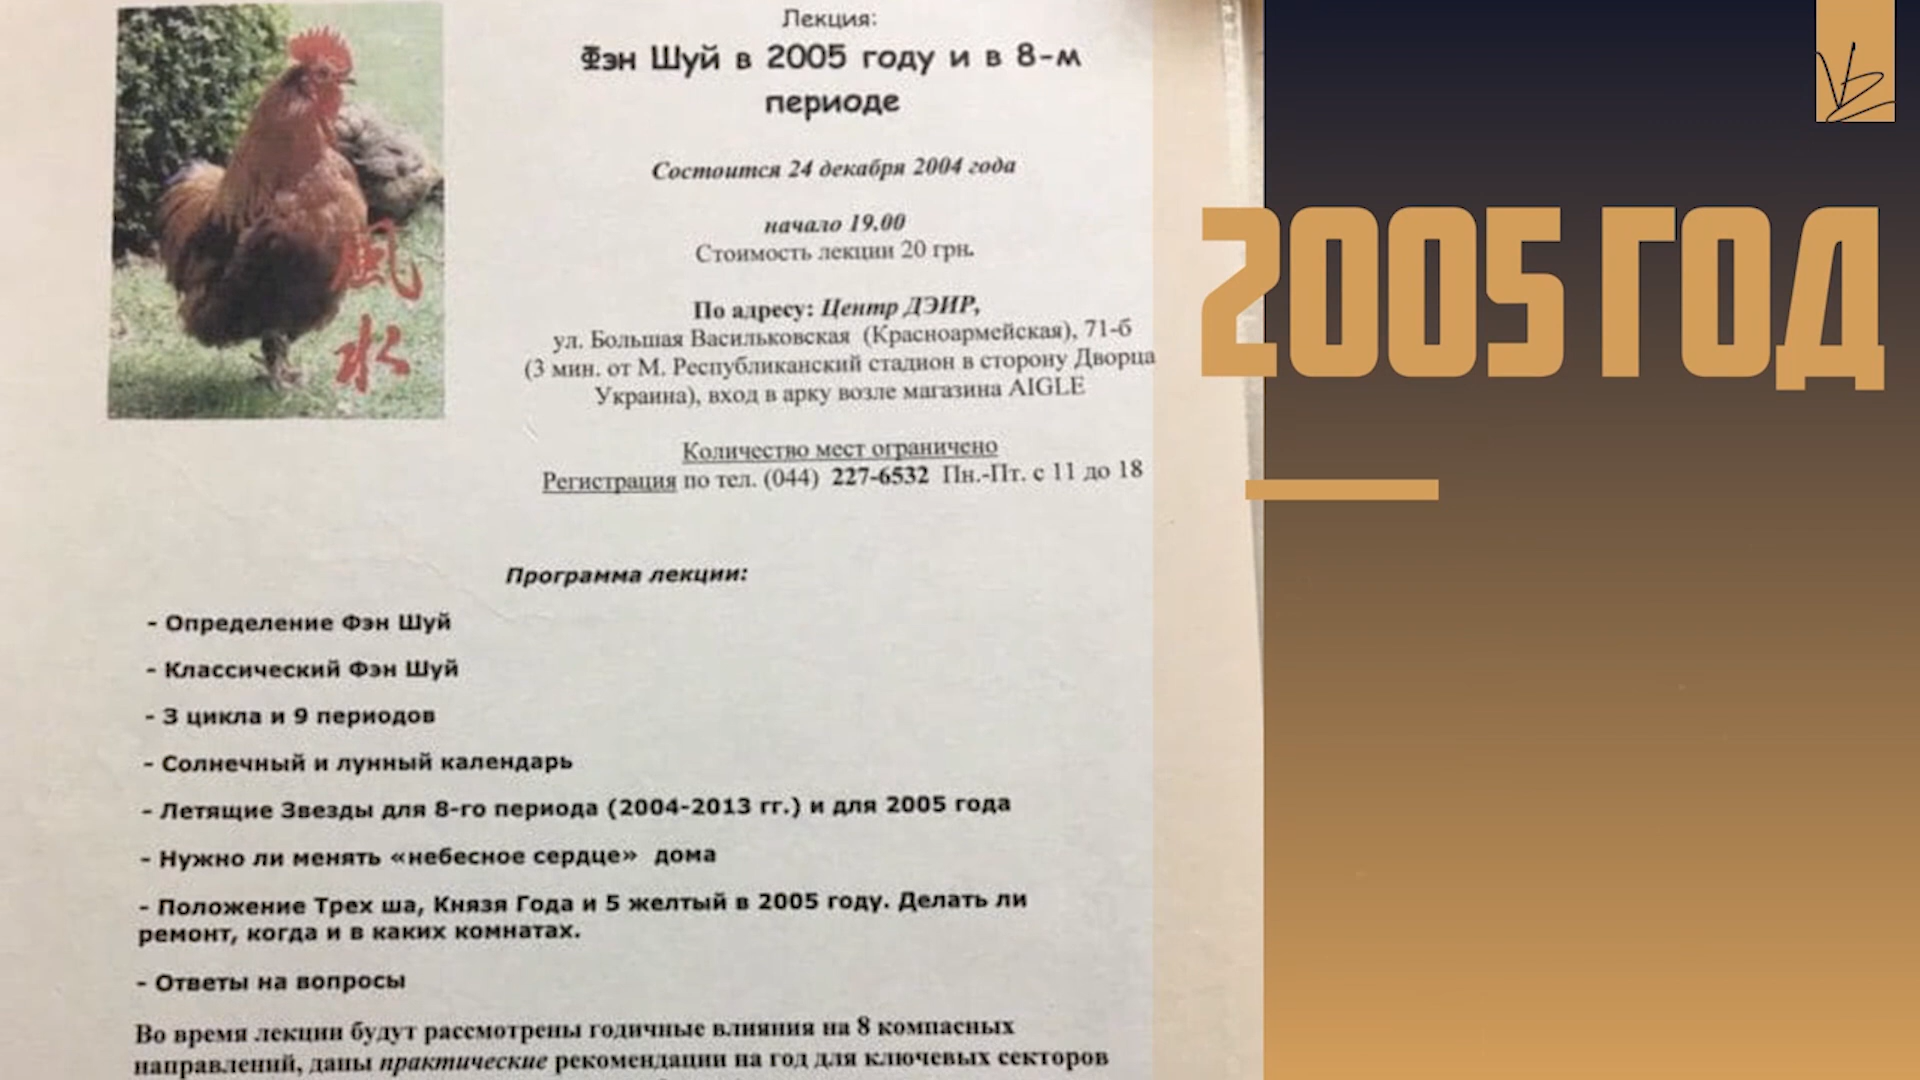 Лекция:
Фэн Шуй в 2005 году и в 8-м
периоде
Состоится 24 декабря 2004 года
начало 19.00
Стоимость лекции 20 грн.
По адресу: Центр ДЭИР,
ул. Большая Васильковская (Красноармейская), 71-б
(3 мин. от М. Республиканский стадион в сторону Дворца
Украина), вход в арку возле магазина AIGLE
Количество мест ограничено
Регистрация по тел. (044) 227-6532 Пн.-Пт. с 11 до 18
風
水
Программа лекции:
- Определение Фэн Шуй
- Классический Фэн Шуй
- 3 цикла и 9 периодов
- Солнечный и лунный календарь
- Летящие Звезды для 8-го периода (2004-2013 гг.) и для 2005 года
- Нужно ли менять «небесное сердце» дома
- Положение Трех ша, Князя Года и 5 желтый в 2005 году. Делать ли
ремонт, когда и в каких комнатах.
- Ответы на вопросы
Во время лекции будут рассмотрены годичные влияния на 8 компасных
направлений, даны практические рекомендации на год для ключевых секторов
2005 ГОД